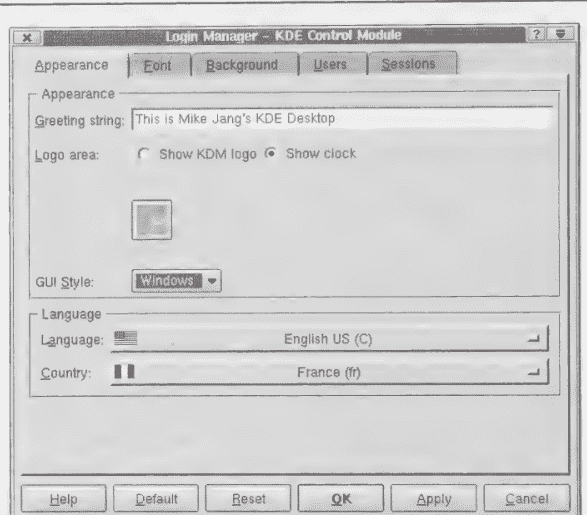 Login Manager - KDE Control Module
Appearance Font Background Users Sessions
Appearance
Greeting string: This is Mike Jang's KDE Desktop
Logo area: Show KDM logo Show clock
GUI Style: Windows
Language
Language: English US (C)
Country: France (fr)
Help Default Reset OK Apply Cancel